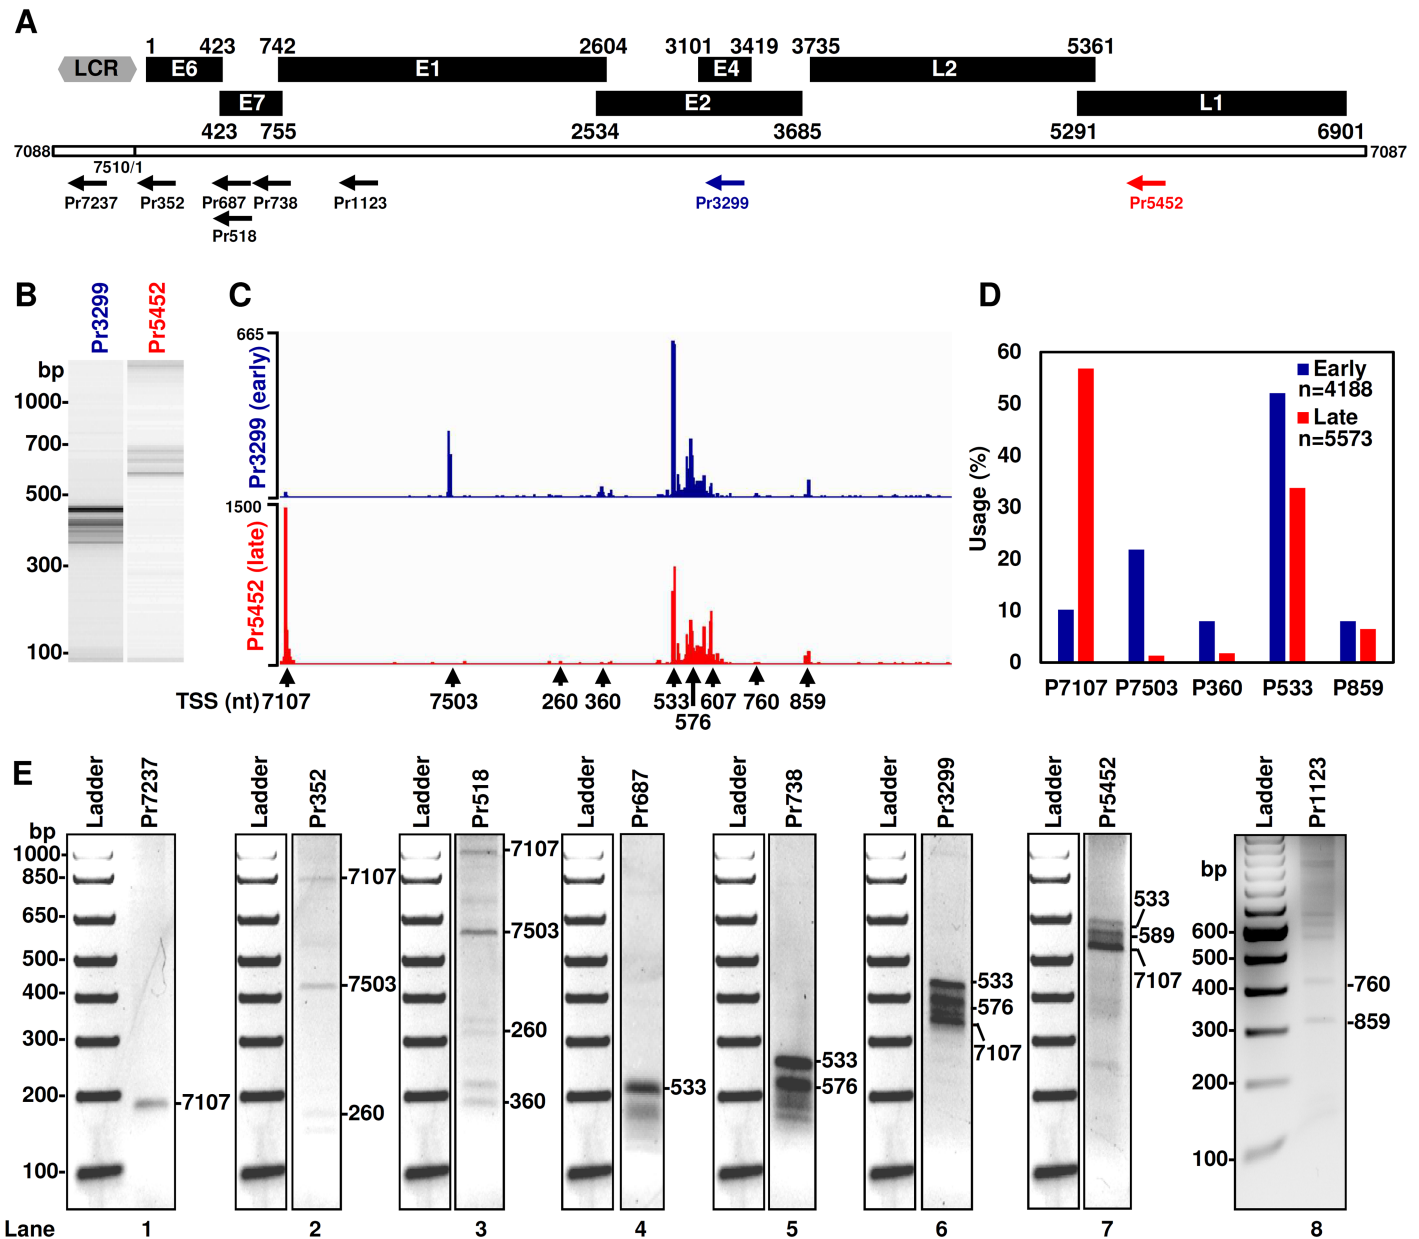 A
1 423 742 2604 3101 3419 3735 5361
LCR E6 E1 E4 L2
E7 E2 L1
423 755 2534 3685 5291 6901
7088 7087
7510/1
Pr7237 Pr352 Pr687 Pr738 Pr1123 Pr3299 Pr5452
Pr518
B
Pr3299
Pr5452
bp
1000-
700-
500-
300-
100-
C
665
Pr3299 (early)
1500
Pr5452 (late)
TSS (nt) 7107 7503 260 360 533 607 760 859
576
D
60
50
40
30
20
10
0
Usage (%)
Early
n=4188
Late
n=5573
P7107 P7503 P360 P533 P859
E
Ladder Pr7237 Ladder Pr352 Ladder Pr518 Ladder Pr687 Ladder Pr738 Ladder Pr3299 Ladder Pr5452 Ladder Pr1123
bp
1000-
850-
650-
500-
400-
300-
200-
100-
-7107
-7107
-7503
-260
-7107
-7503
-260
-360
-533
-533
-576
-533
-576
7107
533
-589
7107
bp
600-
500-
400-
300-
200-
100-
-760
-859
Lane 1 2 3 4 5 6 7 8